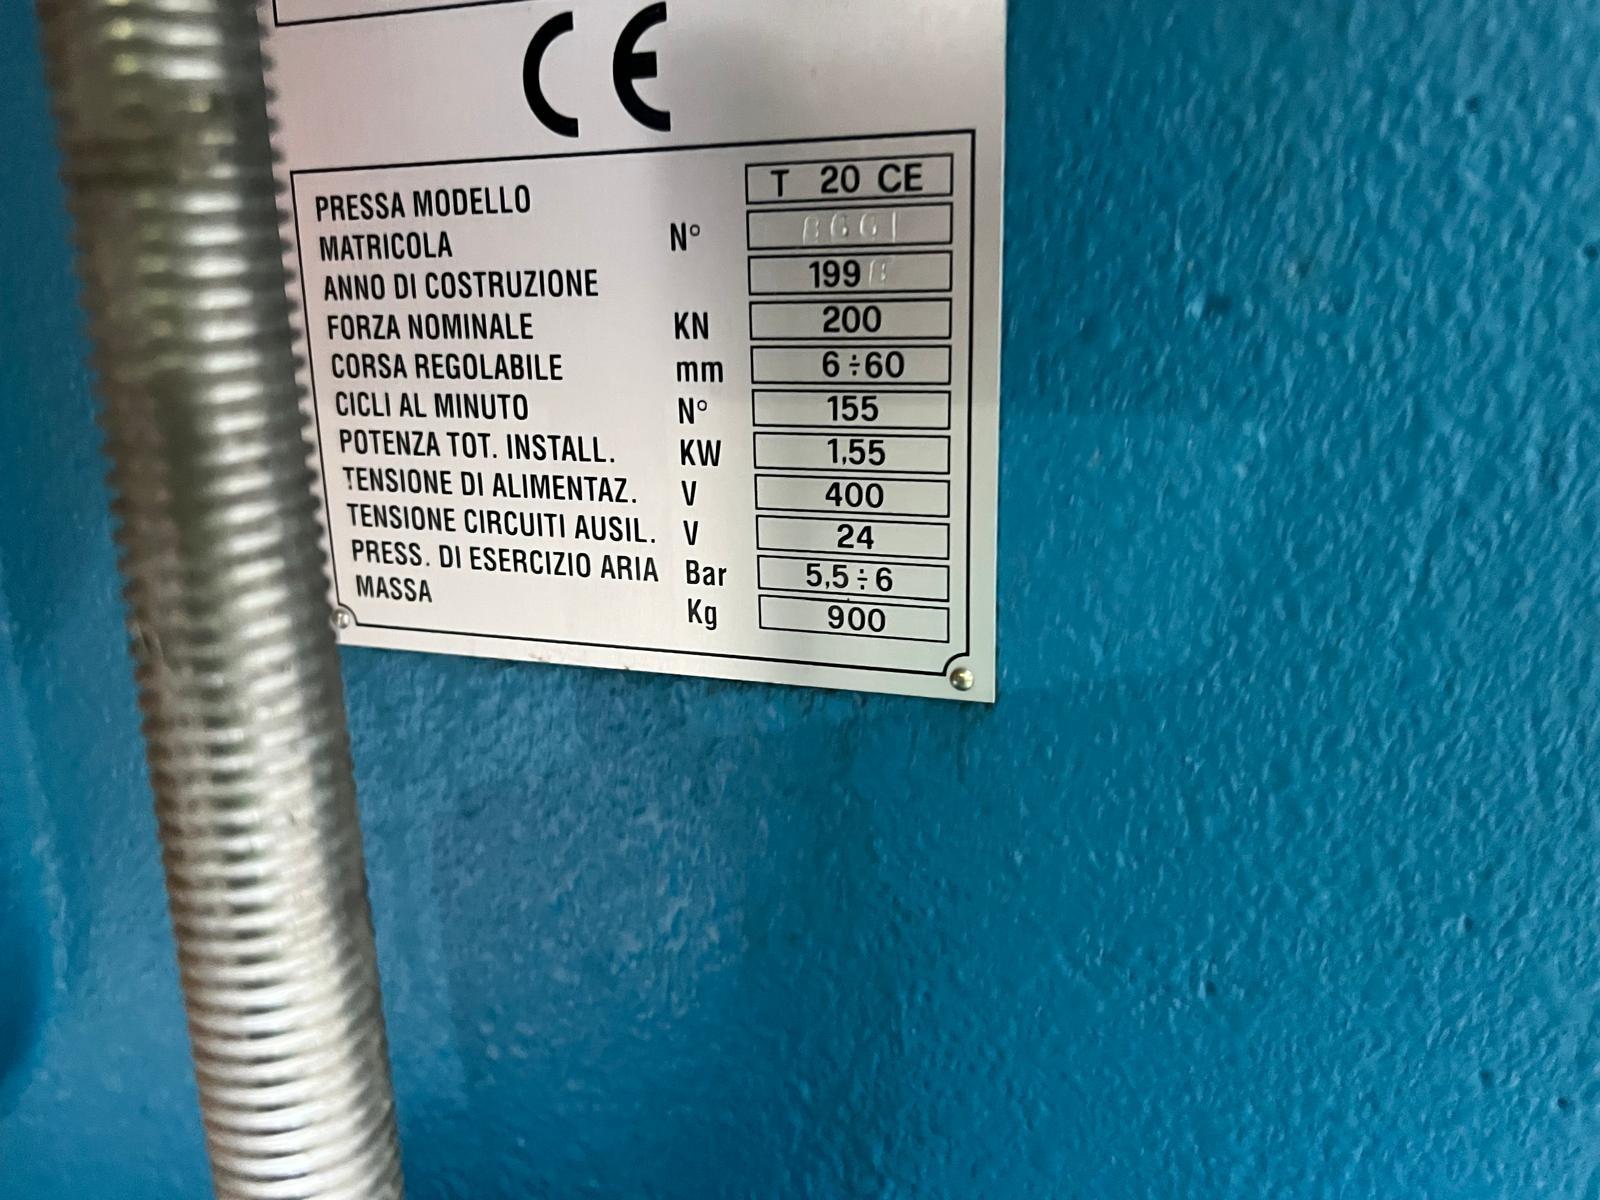 CE
PRESSA MODELLO T 20 CE
MATRICOLA N°
ANNO DI COSTRUZIONE 199
FORZA NOMINALE KN 200
CORSA REGOLABILE mm 6÷60
CICLI AL MINUTO N° 155
POTENZA TOT. INSTALL. KW 1,55
TENSIONE DI ALIMENTAZ. V 400
TENSIONE CIRCUITI AUSIL. V 24
PRESS. DI ESERCIZIO ARIA Bar 5,5÷6
MASSA Kg 900